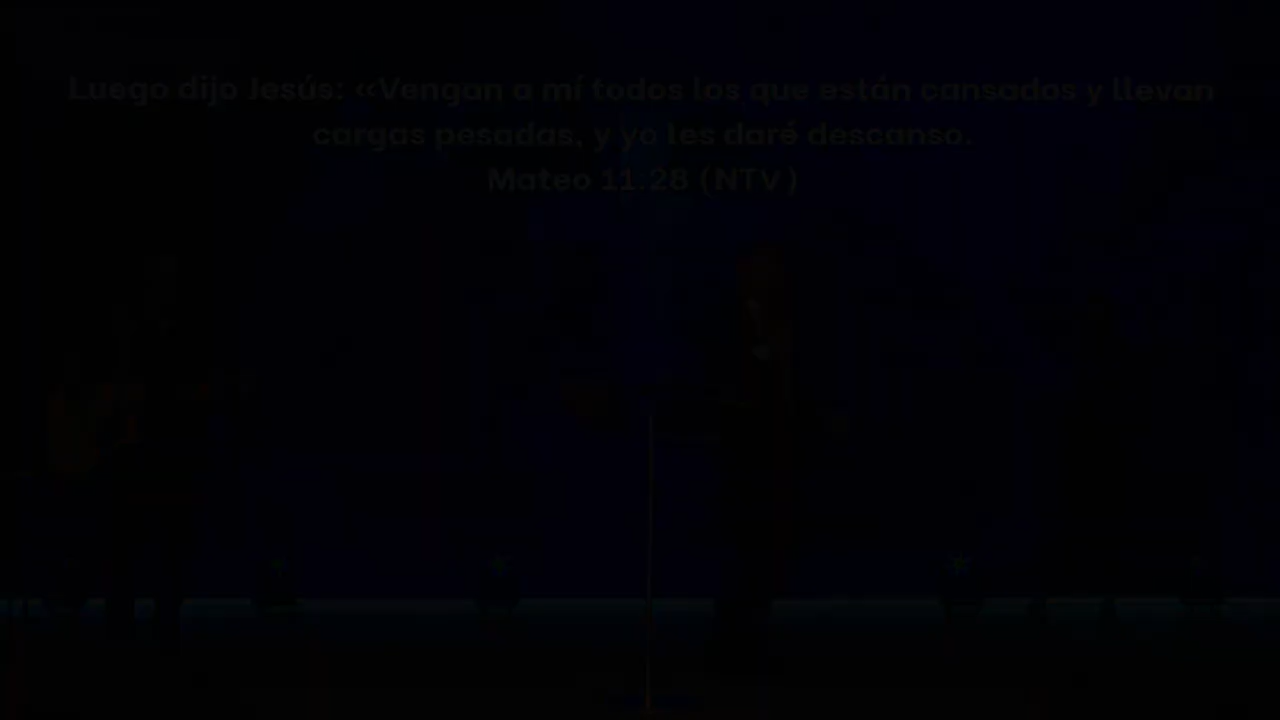 Luego dijo Jesús: «Vengan a mí todos los que están cansados y llevan
cargas pesadas, y yo les daré descanso.
Mateo 11:28 (NTV)